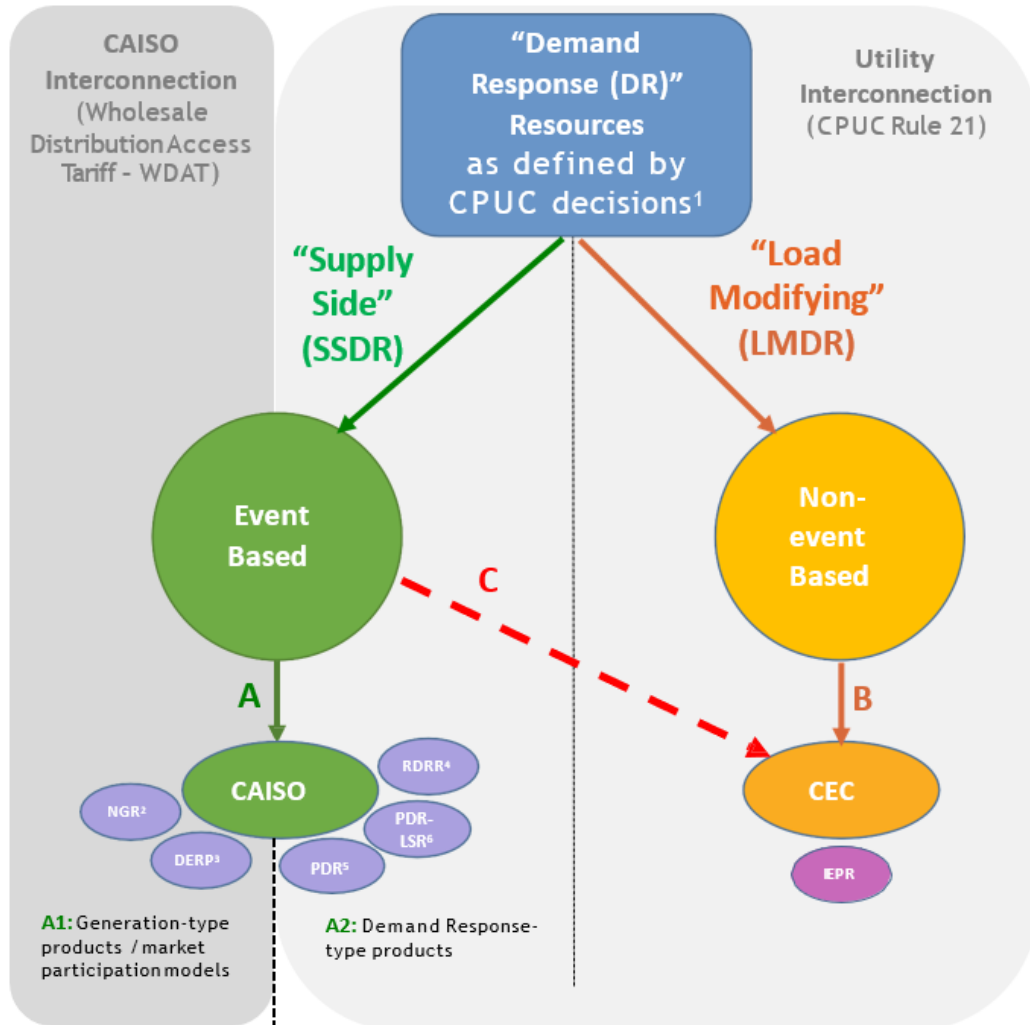 CAISO
Interconnection
(Wholesale
Distribution Access
Tariff – WDAT)
“Demand
Response (DR)”
Resources
as defined by
CPUC decisions¹
Utility
Interconnection
(CPUC Rule 21)
“Supply
Side”
(SSDR)
“Load
Modifying”
(LMDR)
Event
Based
Non-
event
Based
C
A
B
CAISO
RDRR⁴
NGR²
PDR-
LSR⁶
DERP³
PDR⁵
CEC
IEPR
A1: Generation-type
products / market
participation models
A2: Demand Response-
type products